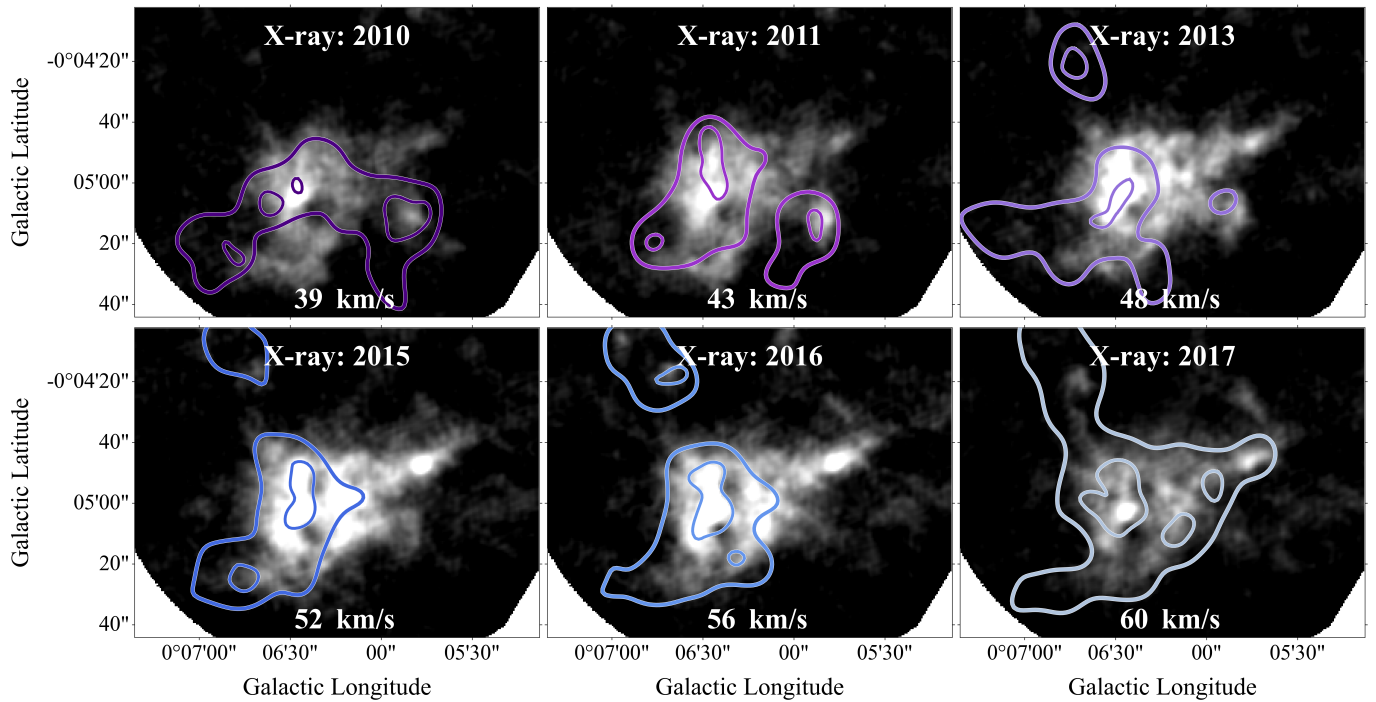 X-ray: 2010
X-ray: 2011
X-ray: 2013
-0°04'20"
40"
05'00"
20"
40"
Galactic Latitude
39 km/s
43 km/s
48 km/s
X-ray: 2015
X-ray: 2016
X-ray: 2017
-0°04'20"
40"
05'00"
20"
40"
Galactic Latitude
52 km/s
56 km/s
60 km/s
0°07'00" 06'30" 00" 05'30"
0°07'00" 06'30" 00" 05'30"
0°07'00" 06'30" 00" 05'30"
Galactic Longitude
Galactic Longitude
Galactic Longitude